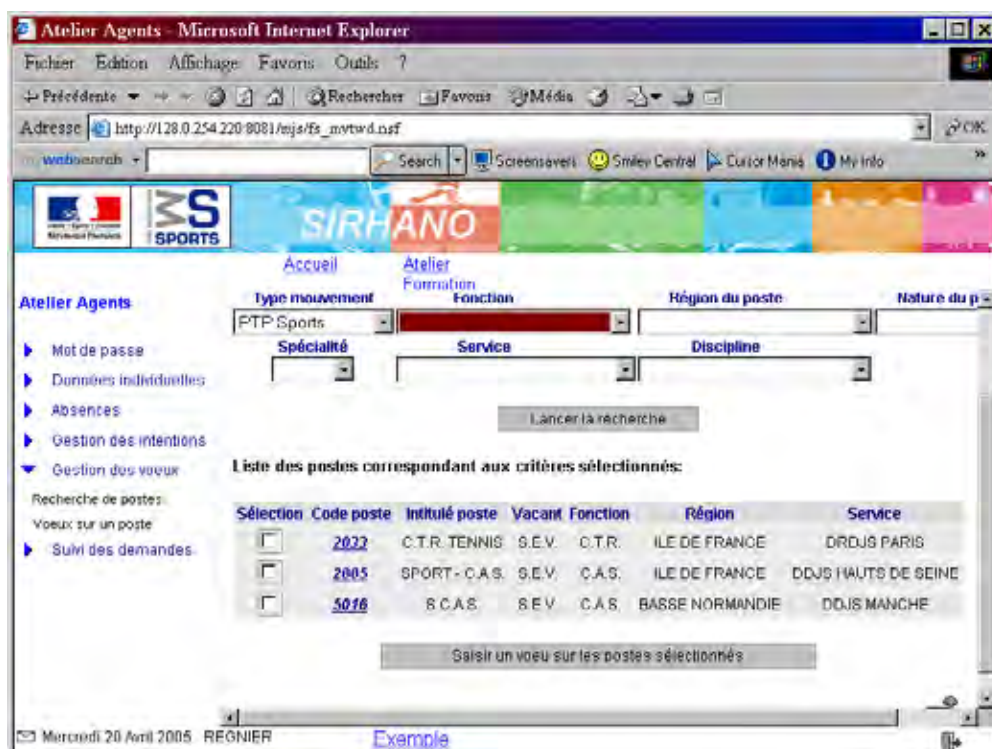 Atelier Agents - Microsoft Internet Explorer
Fichier Edition Affichage Favoris Outils ?
Précédente Rechercher Favoris Média
Adresse http://128.0.254.220:8081/mjs/fs_mvtwd.nsf OK
websearch Search Screensavers Smiley Central Cursor Mania My Info
SPORTS SIRHANO
Accueil Atelier Formation
Atelier Agents
Type mouvement Fonction Région du poste Nature du p
PTP Sports
Spécialité Service Discipline
Mot de passe
Données individuelles
Absences
Gestion des intentions
Gestion des voeux
Recherche de postes
Voeux sur un poste
Suivi des demandes
Lancer la recherche
Liste des postes correspondant aux critères sélectionnés:
Sélection Code poste Intitulé poste Vacant Fonction Région Service
2022 C.T.R. TENNIS S.E.V. C.T.R. ILE DE FRANCE DRDJS PARIS
2005 SPORT - C.A.S. S.E.V. C.A.S. ILE DE FRANCE DDJS HAUTS DE SEINE
5016 S.C.A.S. S.E.V. C.A.S. BASSE NORMANDIE DDJS MANCHE
Saisir un voeu sur les postes sélectionnés
Mercredi 20 Avril 2005 REGNIER Exemple